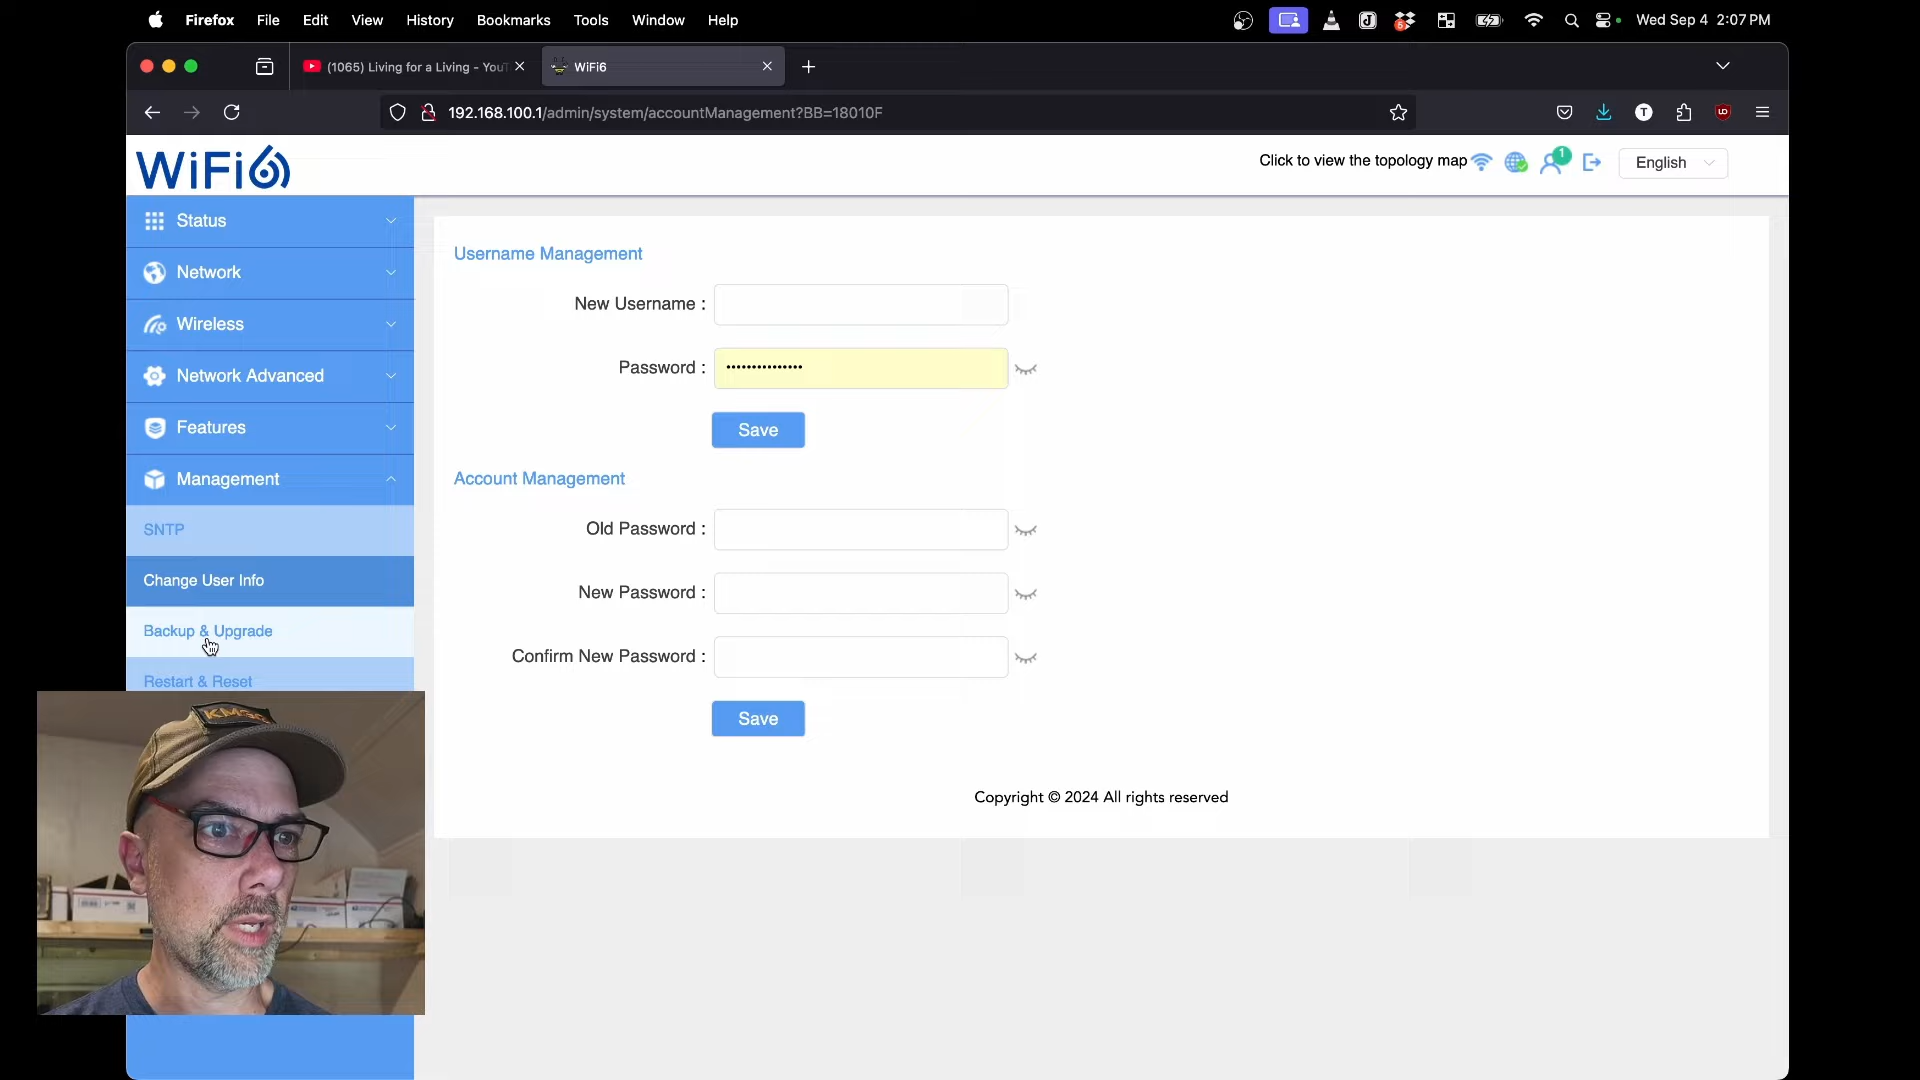 Firefox File Edit View History Bookmarks Tools Window Help
Wed Sep 4 2:07 PM
(1065) Living for a Living - You
WiFi6
192.168.100.1/admin/system/accountManagement?BB=18010F
WiFi6
Click to view the topology map
1
English
Status
Network
Wireless
Network Advanced
Features
Management
SNTP
Change User Info
Backup & Upgrade
Restart & Reset
Username Management
New Username :
Password :
Save
Account Management
Old Password :
New Password :
Confirm New Password :
Save
Copyright © 2024 All rights reserved